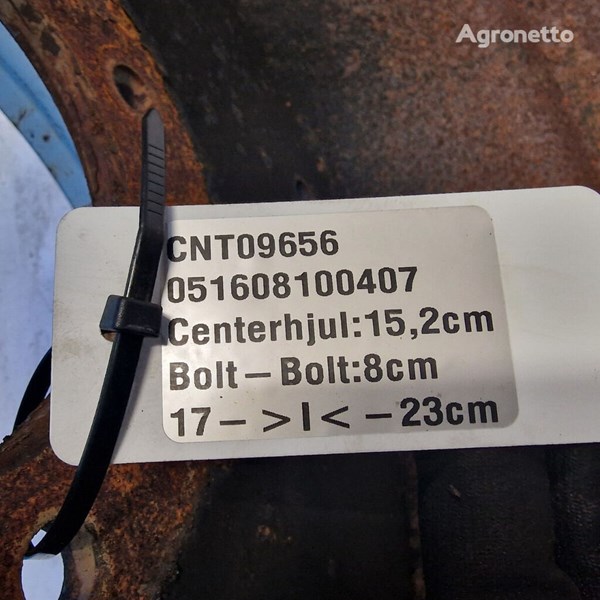 Agronetto
CNT09656
051608100407
Centerhjul:15,2cm
Bolt – Bolt:8cm
17 – >I< – 23cm